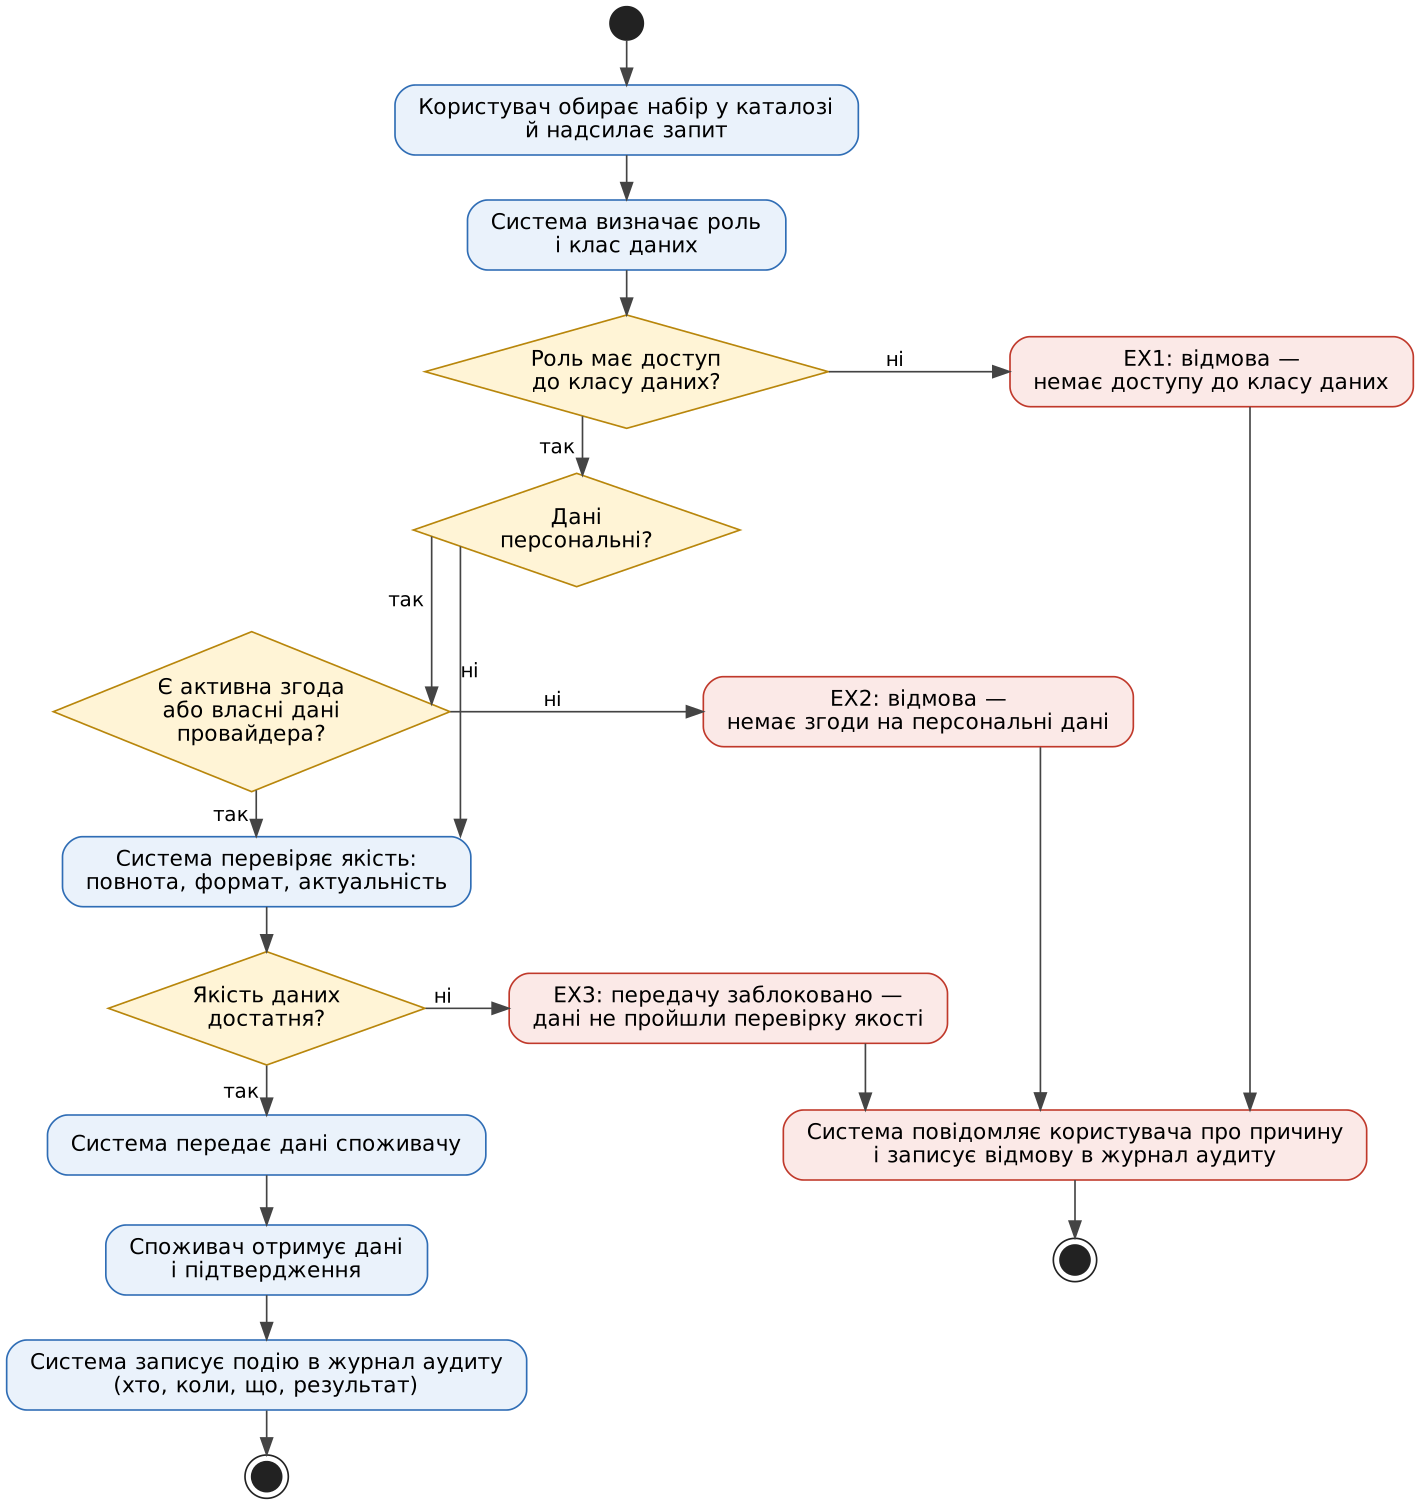 Користувач обирає набір у каталозі
й надсилає запит
Система визначає роль
і клас даних
Роль має доступ
до класу даних?
ні
EX1: відмова —
немає доступу до класу даних
так
Дані
персональні?
так
ні
Є активна згода
або власні дані
провайдера?
ні
EX2: відмова —
немає згоди на персональні дані
так
Система перевіряє якість:
повнота, формат, актуальність
Якість даних
достатня?
ні
EX3: передачу заблоковано —
дані не пройшли перевірку якості
так
Система передає дані споживачу
Система повідомляє користувача про причину
і записує відмову в журнал аудиту
Споживач отримує дані
і підтвердження
Система записує подію в журнал аудиту
(хто, коли, що, результат)